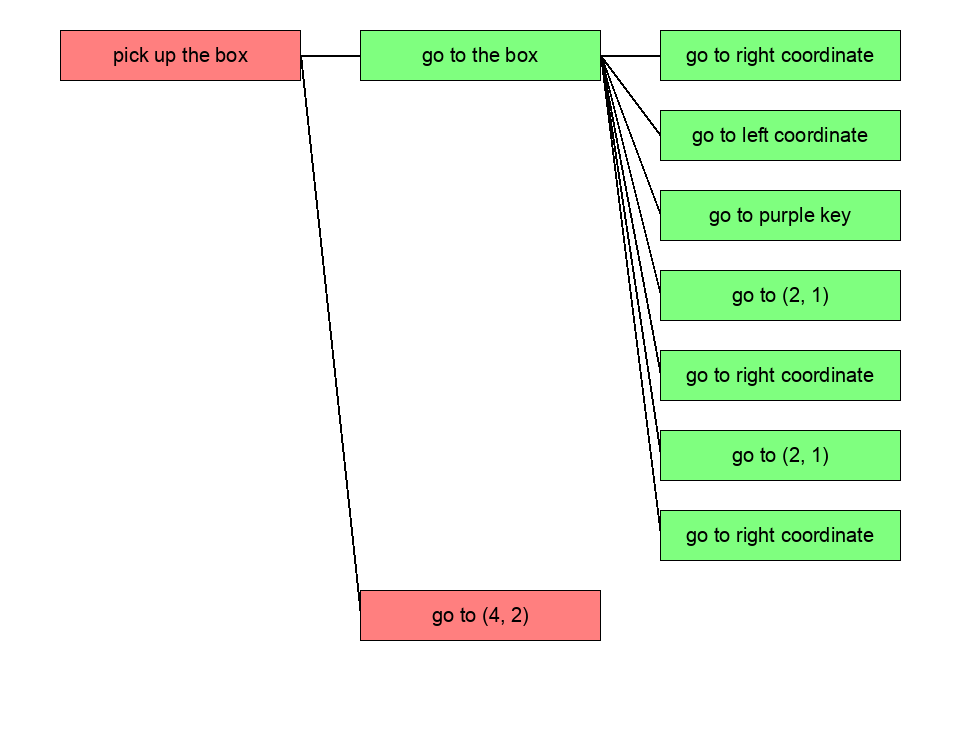 pick up the box
go to the box
go to right coordinate
go to left coordinate
go to purple key
go to (2, 1)
go to right coordinate
go to (2, 1)
go to right coordinate
go to (4, 2)